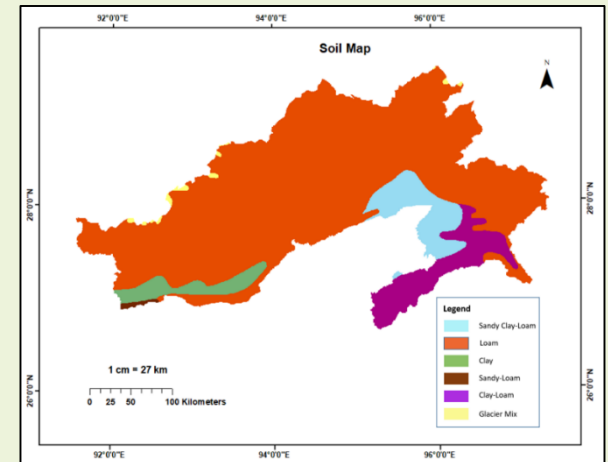 92°0'0"E 94°0'0"E 96°0'0"E
Soil Map
N
28°0'0"N 28°0'0"N
Legend
Sandy Clay-Loam
Loam
Clay
Sandy-Loam
Clay-Loam
Glacier Mix
1 cm = 27 km
0 25 50 100 Kilometers
26°0'0"N 26°0'0"N
92°0'0"E 94°0'0"E 96°0'0"E